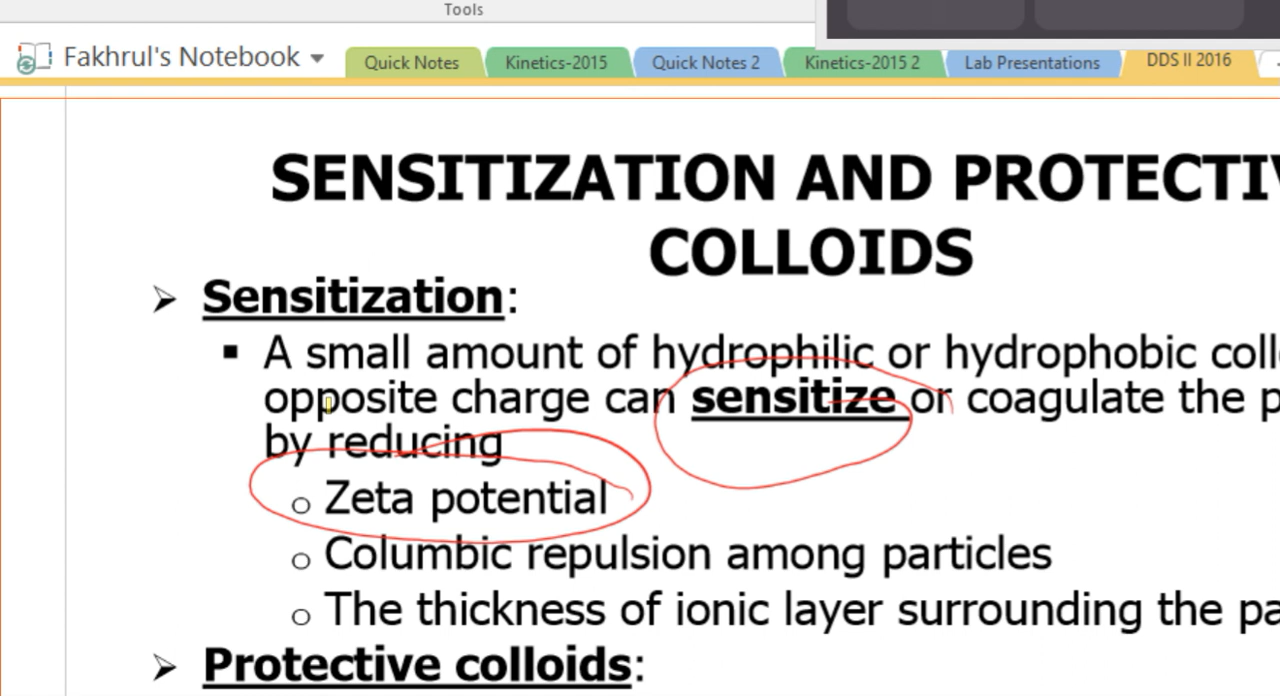 Tools
Fakhrul's Notebook
Quick Notes
Kinetics-2015
Quick Notes 2
Kinetics-2015 2
Lab Presentations
DDS II 2016
SENSITIZATION AND PROTECTIV
COLLOIDS
Sensitization:
A small amount of hydrophilic or hydrophobic coll
opposite charge can sensitize or coagulate the p
by reducing
Zeta potential
Columbic repulsion among particles
The thickness of ionic layer surrounding the pa
Protective colloids: